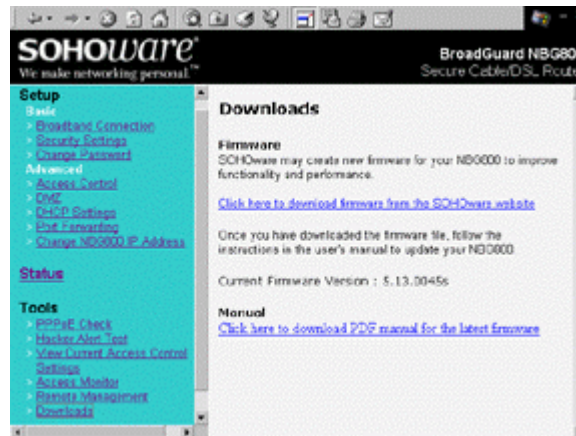 SOHOware
We make networking personal.™
BroadGuard NBG80
Secure Cable/DSL Route
Setup
Basic
> Broadband Connection
> Security Settings
> Change Password
Advanced
> Access Control
> DMZ
> DHCP Settings
> Port Forwarding
> Change NBG800 IP Address
Status
Tools
> PPPoE Check
> Hacker Alert Test
> View Current Access Control
Settings
> Access Monitor
> Remote Management
> Downloads
Downloads
Firmware
SOHOware may create new firmware for your NBG800 to improve
functionality and performance.
Click here to download firmware from the SOHOware website
Once you have downloaded the firmware file, follow the
instructions in the user's manual to update your NBG800
Current Firmware Version : 5.13.0045s
Manual
Click here to download PDF manual for the latest firmware